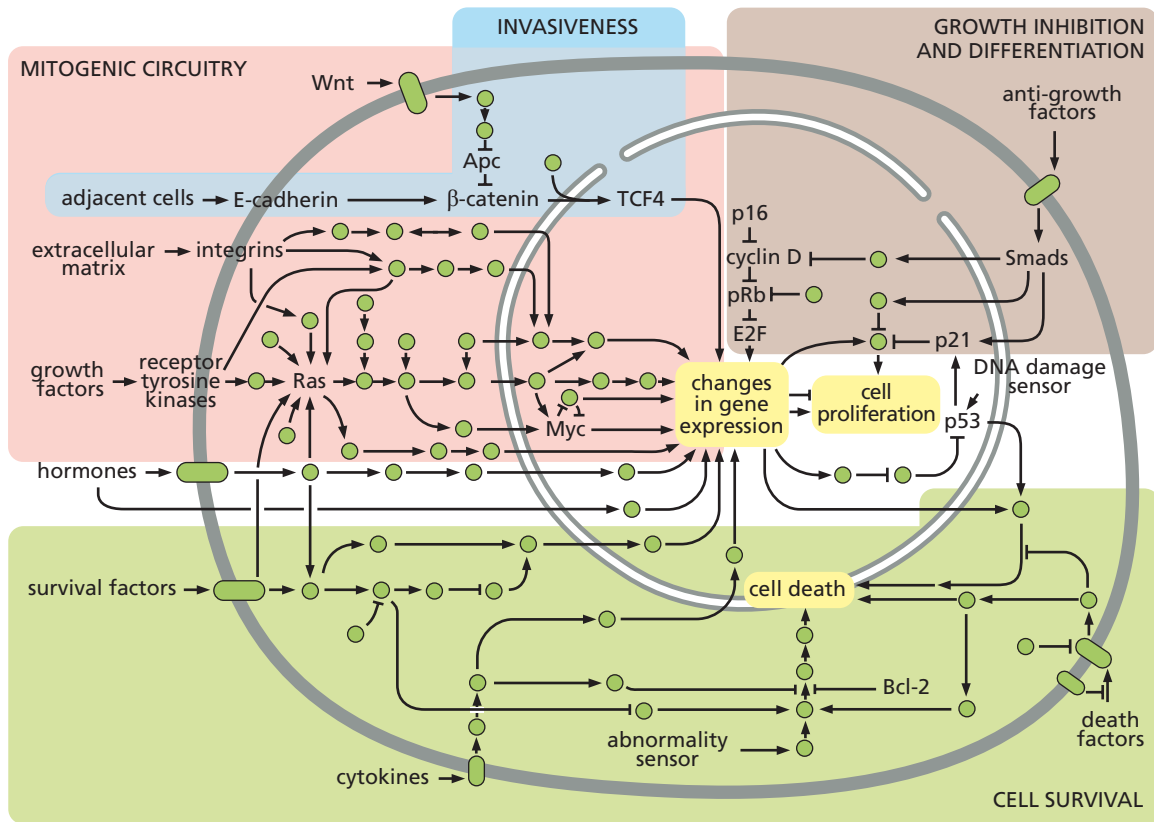 INVASIVENESS
GROWTH INHIBITION
AND DIFFERENTIATION
MITOGENIC CIRCUITRY
Wnt
anti-growth
factors
Apc
adjacent cells
E-cadherin
β-catenin
TCF4
p16
extracellular
matrix
integrins
cyclin D
Smads
pRb
E2F
p21
growth
factors
receptor
tyrosine
kinases
Ras
changes
in gene
expression
cell
proliferation
DNA damage
sensor
p53
Myc
hormones
survival factors
cell death
Bcl-2
abnormality
sensor
death
factors
cytokines
CELL SURVIVAL